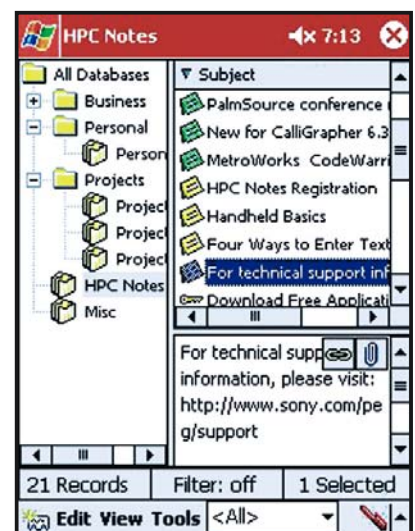 HPC Notes 7:13
All Databases
Business
Personal
Person
Projects
Projec
Projec
Projec
HPC Notes
Misc
Subject
PalmSource conference
New for CalliGrapher 6.3
MetroWorks CodeWarri
HPC Notes Registration
Handheld Basics
Four Ways to Enter Text
For technical support inf
Download Free Applicati
For technical supp
information, please visit:
http://www.sony.com/pe
g/support
21 Records Filter: off 1 Selected
Edit View Tools <All>